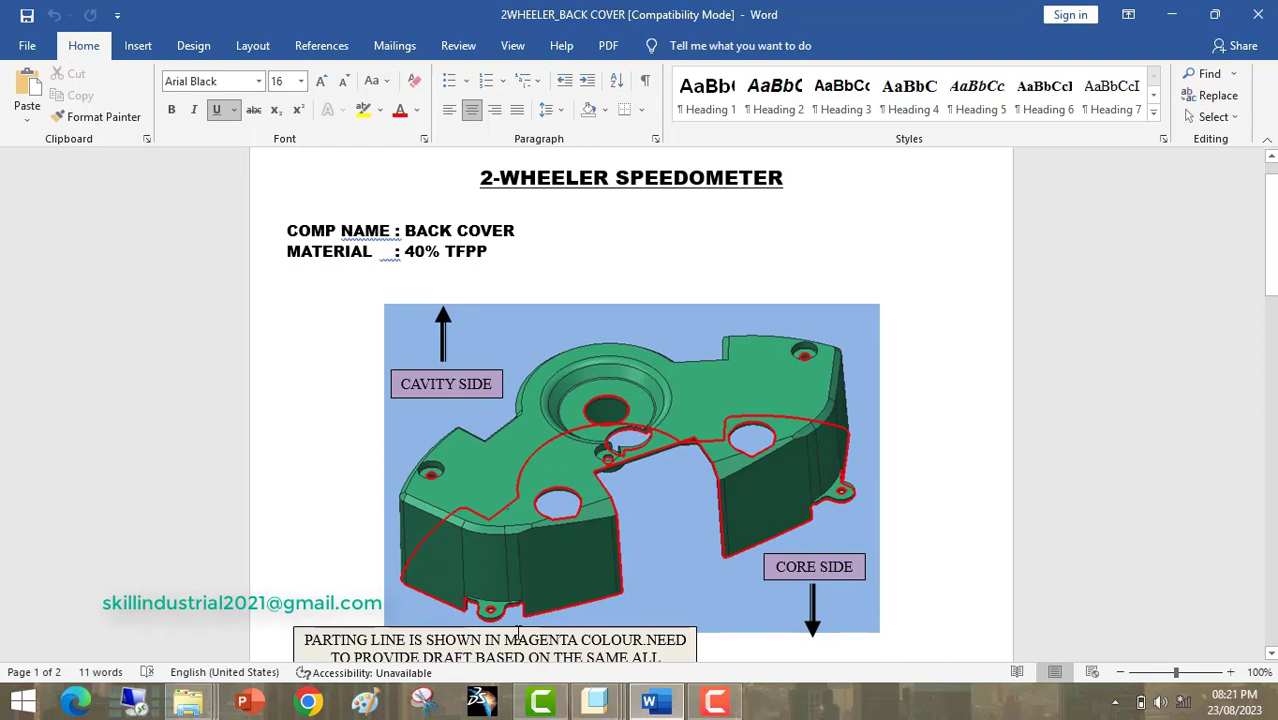 2WHEELER_BACK COVER [Compatibility Mode] - Word
Sign in
File Home Insert Design Layout References Mailings Review View Help PDF Tell me what you want to do Share
Paste
Cut
Copy
Format Painter
Clipboard
Arial Black 16
Font
Paragraph
AaBb( AaBbC AaBbCc AaBbC AaBbCc AaBbCcI AaBbCcI
¶ Heading 1 ¶ Heading 2 ¶ Heading 3 ¶ Heading 4 ¶ Heading 5 ¶ Heading 6 ¶ Heading 7
Styles
Find
Replace
Select
Editing
2-WHEELER SPEEDOMETER
COMP NAME : BACK COVER
MATERIAL : 40% TFPP
CAVITY SIDE
CORE SIDE
skillindustrial2021@gmail.com
PARTING LINE IS SHOWN IN MAGENTA COLOUR.NEED
TO PROVIDE DRAFT BASED ON THE SAME ALL
Page 1 of 2 11 words English (United States) Accessibility: Unavailable 100%
08:21 PM
23/08/2023